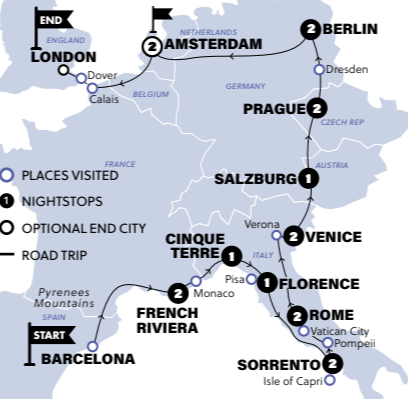 END
ENGLAND
LONDON
Dover
Calais
2
AMSTERDAM
NETHERLANDS
BELGIUM
GERMANY
2
BERLIN
Dresden
PRAGUE
2
CZECH REP
FRANCE
AUSTRIA
SALZBURG
1
PLACES VISITED
1
NIGHTSTOPS
OPTIONAL END CITY
ROAD TRIP
Verona
2
VENICE
CINQUE
TERRE
1
ITALY
Pisa
1
FLORENCE
Monaco
2
FRENCH
RIVIERA
Pyrenees
Mountains
SPAIN
START
BARCELONA
2
ROME
Vatican City
Pompeii
SORRENTO
2
Isle of Capri